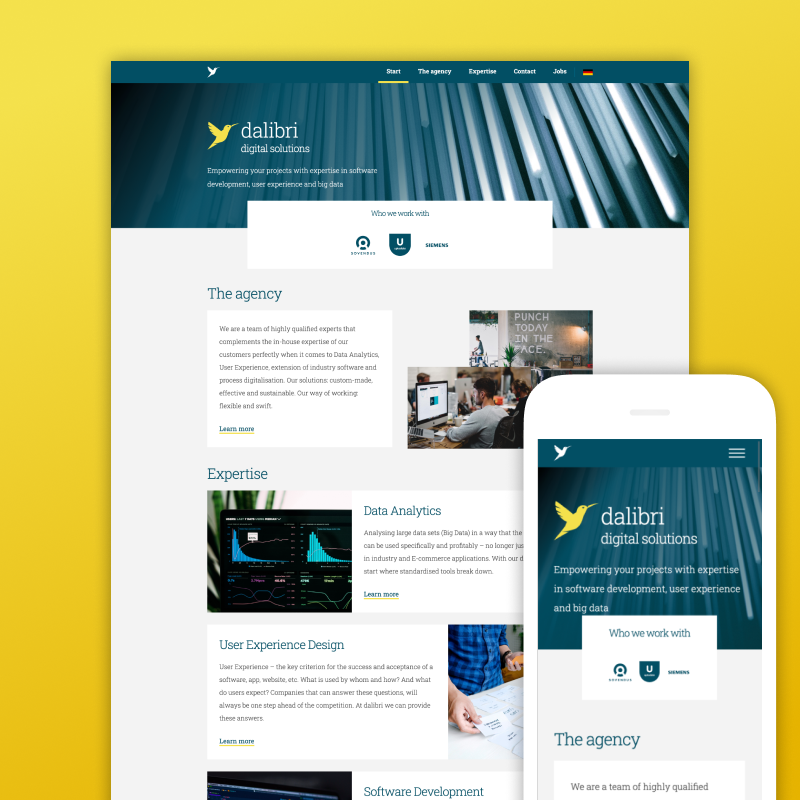 Start The agency Expertise Contact Jobs
dalibri
digital solutions
Empowering your projects with expertise in software
development, user experience and big data
Who we work with
SOVENDUS
U
SIEMENS
The agency
We are a team of highly qualified experts that
complements the in-house expertise of our
customers perfectly when it comes to Data Analytics,
User Experience, extension of industry software and
process digitalisation. Our solutions: custom-made,
effective and sustainable. Our way of working:
flexible and swift.
Learn more
PUNCH
TODAY
IN THE
FACE.
Expertise
Data Analytics
Analysing large data sets (Big Data) in a way that the
can be used specifically and profitably – no longer jus
in industry and E-commerce applications. With our d
start where standardised tools break down.
Learn more
User Experience Design
User Experience – the key criterion for the success and acceptance of a
software, app, website, etc. What is used by whom and how? And what
do users expect? Companies that can answer these questions, will
always be one step ahead of the competition. At dalibri we can provide
these answers.
Learn more
Software Development
dalibri
digital solutions
Empowering your projects with expertise
in software development, user experience
and big data
Who we work with
SOVENDUS
U
SIEMENS
The agency
We are a team of highly qualified